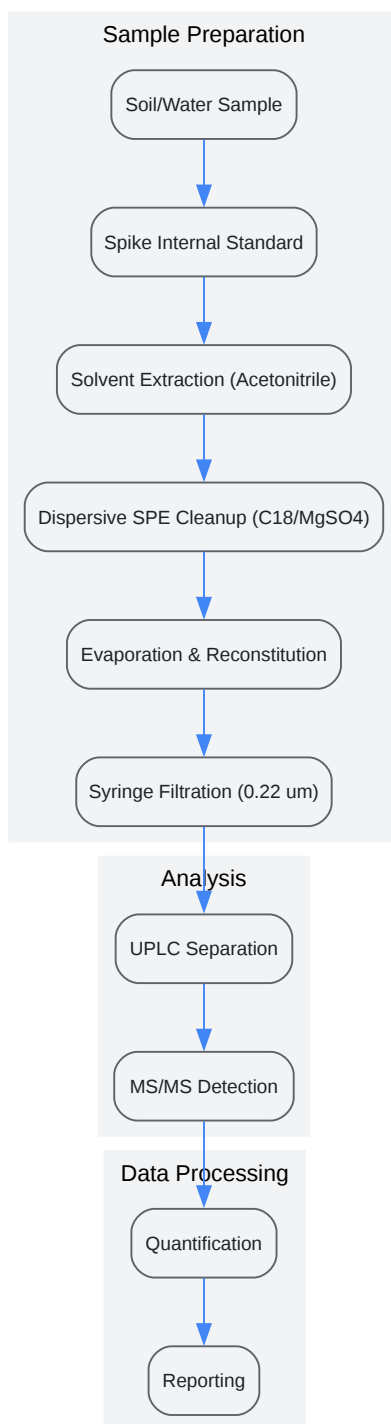 Sample Preparation
Soil/Water Sample
Spike Internal Standard
Solvent Extraction (Acetonitrile)
Dispersive SPE Cleanup (C18/MgSO4)
Evaporation & Reconstitution
Syringe Filtration (0.22 um)
Analysis
UPLC Separation
MS/MS Detection
Data Processing
Quantification
Reporting